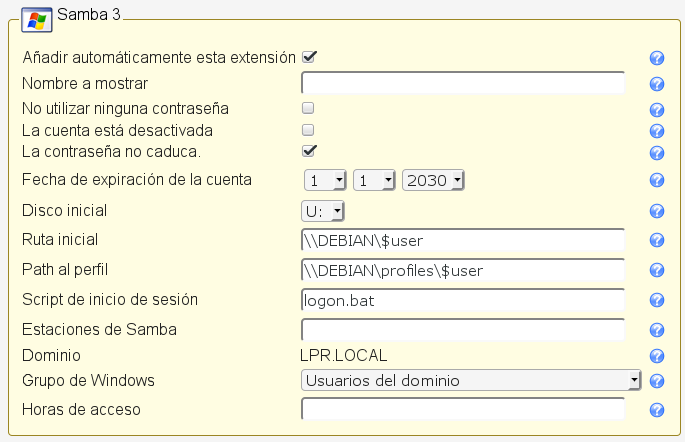 Samba 3
Añadir automáticamente esta extensión
Nombre a mostrar
No utilizar ninguna contraseña
La cuenta está desactivada
La contraseña no caduca.
Fecha de expiración de la cuenta 1 1 2030
Disco inicial U:
Ruta inicial \\DEBIAN\$user
Path al perfil \\DEBIAN\profiles\$user
Script de inicio de sesión logon.bat
Estaciones de Samba
Dominio LPR.LOCAL
Grupo de Windows Usuarios del dominio
Horas de acceso